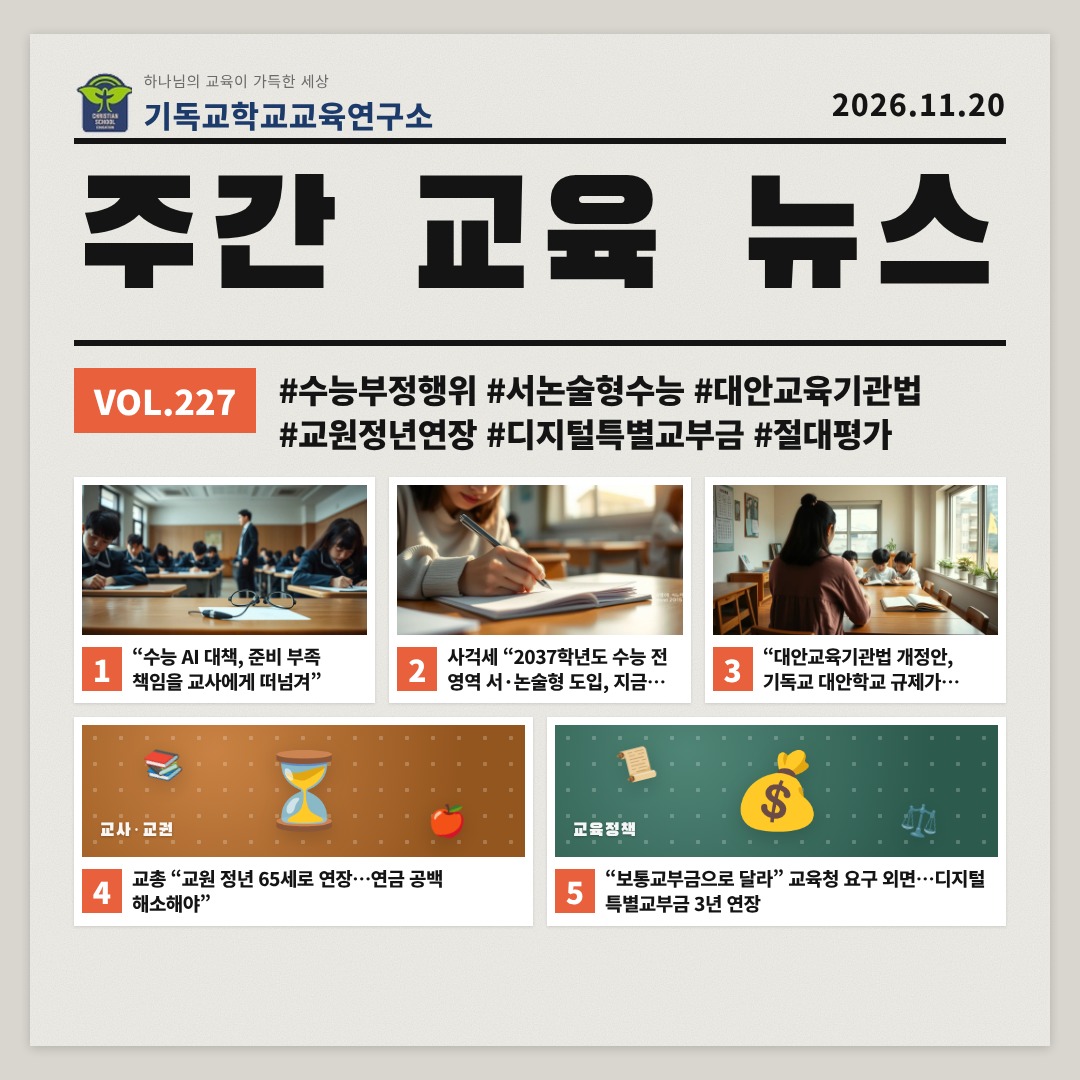 하나님의 교육이 가득한 세상
CHRISTIAN
SCHOOL
기독교학교교육연구소
2026.11.20
주간 교육 뉴스
VOL.227
#수능부정행위 #서논술형수능 #대안교육기관법
#교원정년연장 #디지털특별교부금 #절대평가
1
“수능 AI 대책, 준비 부족
책임을 교사에게 떠넘겨”
2
사걱세 “2037학년도 수능 전
영역 서·논술형 도입, 지금…
3
“대안교육기관법 개정안,
기독교 대안학교 규제가…
교사·교권
4
교총 “교원 정년 65세로 연장…연금 공백
해소해야”
교육정책
5
“보통교부금으로 달라” 교육청 요구 외면…디지털
특별교부금 3년 연장